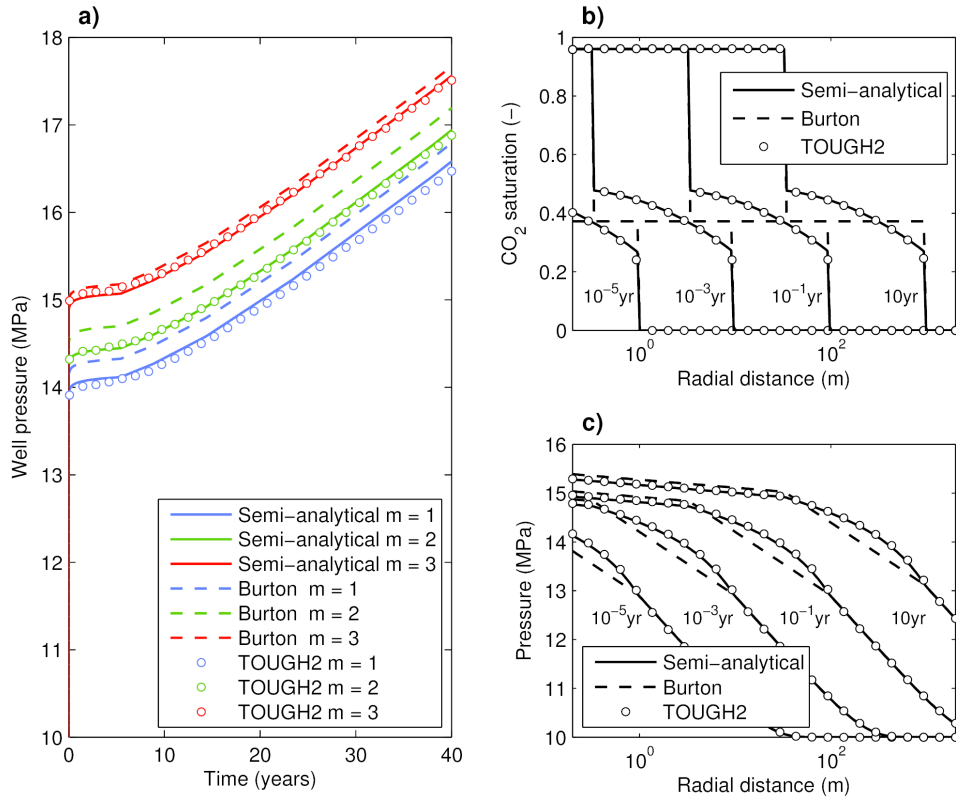 a)
18
17
16
15
14
13
12
11
10
Well pressure (MPa)
0
10
20
30
40
Time (years)
Semi−analytical m = 1
Semi−analytical m = 2
Semi−analytical m = 3
Burton m = 1
Burton m = 2
Burton m = 3
TOUGH2 m = 1
TOUGH2 m = 2
TOUGH2 m = 3
b)
1
0.8
0.6
0.4
0.2
0
CO₂ saturation (−)
Semi−analytical
Burton
TOUGH2
10⁻⁵yr
10⁻³yr
10⁻¹yr
10yr
10⁰
10²
Radial distance (m)
c)
16
15
14
13
12
11
10
Pressure (MPa)
10⁻⁵yr
10⁻³yr
10⁻¹yr
10yr
Semi−analytical
Burton
TOUGH2
10⁰
10²
Radial distance (m)